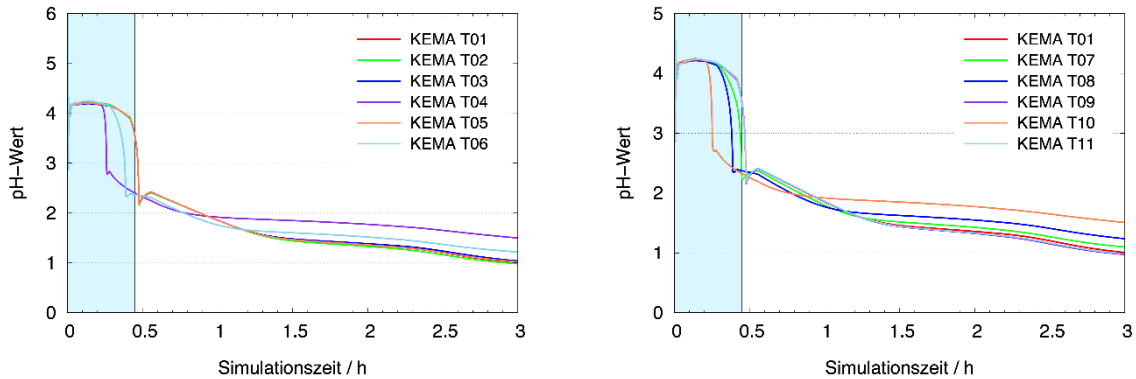 6
5
4
3
2
1
0
pH−Wert
0
0.5
1
1.5
2
2.5
3
Simulationszeit / h
KEMA T01
KEMA T02
KEMA T03
KEMA T04
KEMA T05
KEMA T06
5
4
3
2
1
0
pH−Wert
0
0.5
1
1.5
2
2.5
3
Simulationszeit / h
KEMA T01
KEMA T07
KEMA T08
KEMA T09
KEMA T10
KEMA T11